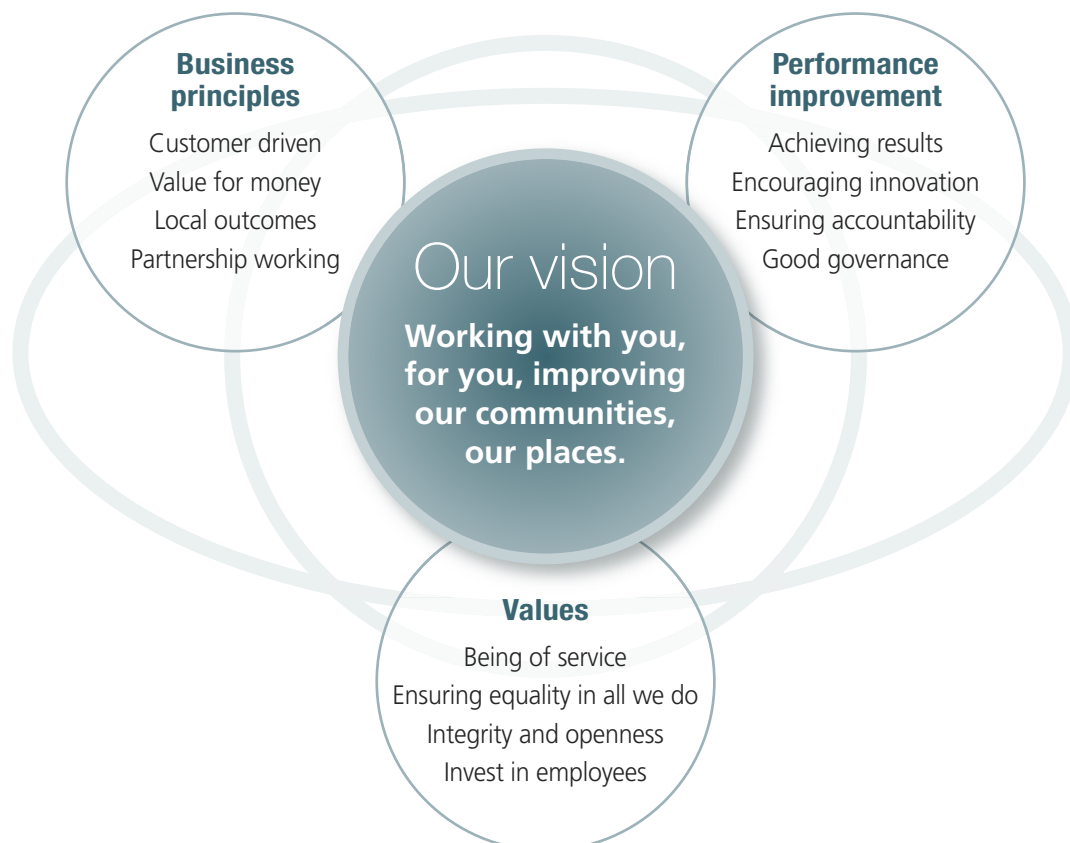 Business
principles
Customer driven
Value for money
Local outcomes
Partnership working
Performance
improvement
Achieving results
Encouraging innovation
Ensuring accountability
Good governance
Our vision
Working with you,
for you, improving
our communities,
our places.
Values
Being of service
Ensuring equality in all we do
Integrity and openness
Invest in employees